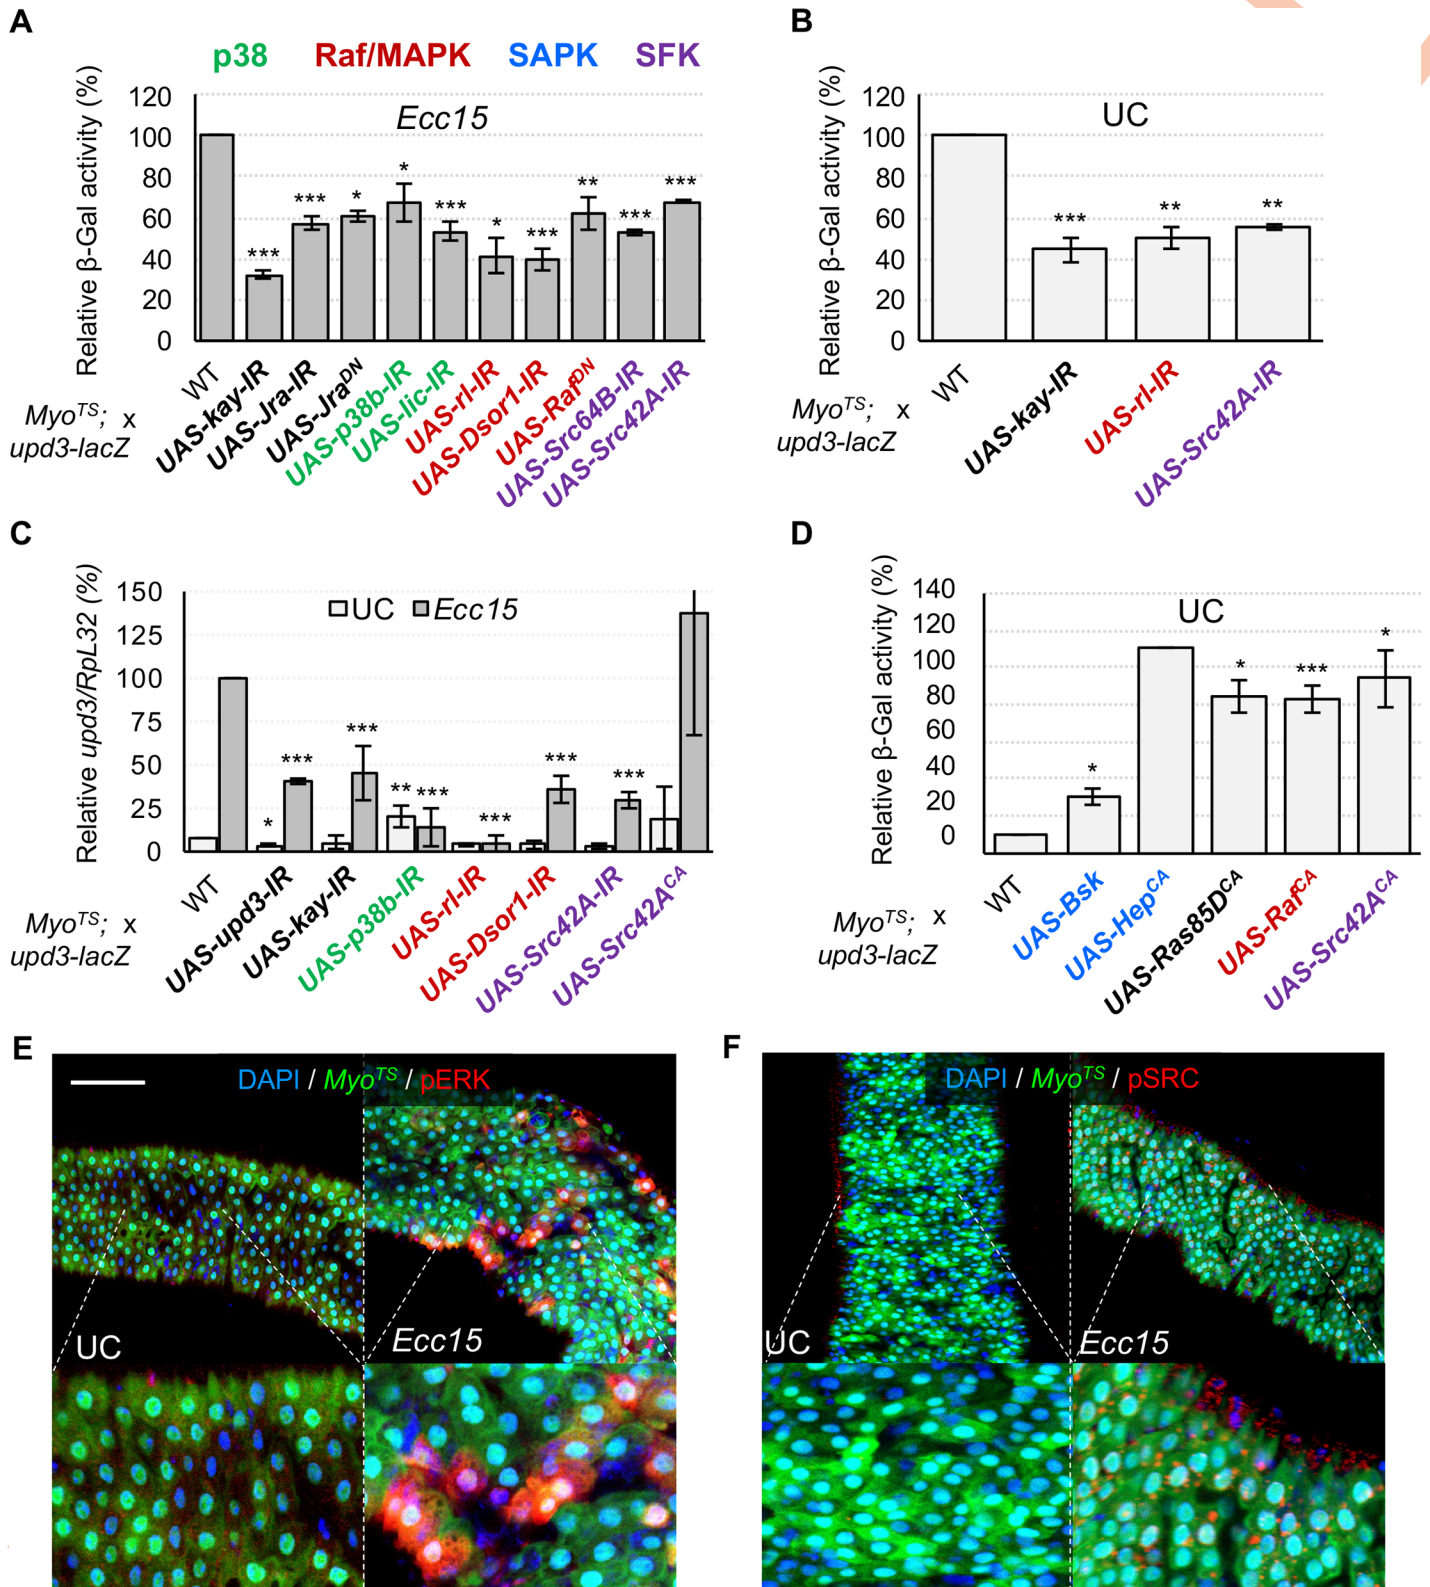 A
p38 Raf/MAPK SAPK SFK
Relative β-Gal activity (%)
Ecc15
120
100
80
60
40
20
0
*** *** * * *** * *** ** *** ***
WT
UAS-kay-IR
UAS-Jra-IR
UAS-Jra^DN
UAS-p38b-IR
UAS-lic-IR
UAS-rl-IR
UAS-Dsor1-IR
UAS-Raf^DN
UAS-Src64B-IR
UAS-Src42A-IR
Myo^TS; x
upd3-lacZ
B
Relative β-Gal activity (%)
UC
120
100
80
60
40
20
0
*** ** **
WT
UAS-kay-IR
UAS-rl-IR
UAS-Src42A-IR
Myo^TS; x
upd3-lacZ
C
Relative upd3/RpL32 (%)
UC Ecc15
150
125
100
75
50
25
0
* *** *** ** *** *** *** ***
WT
UAS-upd3-IR
UAS-kay-IR
UAS-p38b-IR
UAS-rl-IR
UAS-Dsor1-IR
UAS-Src42A-IR
UAS-Src42A^CA
Myo^TS; x
upd3-lacZ
D
Relative β-Gal activity (%)
UC
140
120
100
80
60
40
20
0
* * *** *
WT
UAS-Bsk
UAS-Hep^CA
UAS-Ras85D^CA
UAS-Raf^CA
UAS-Src42A^CA
Myo^TS; x
upd3-lacZ
E
DAPI / Myo^TS / pERK
UC
Ecc15
F
DAPI / Myo^TS / pSRC
UC
Ecc15